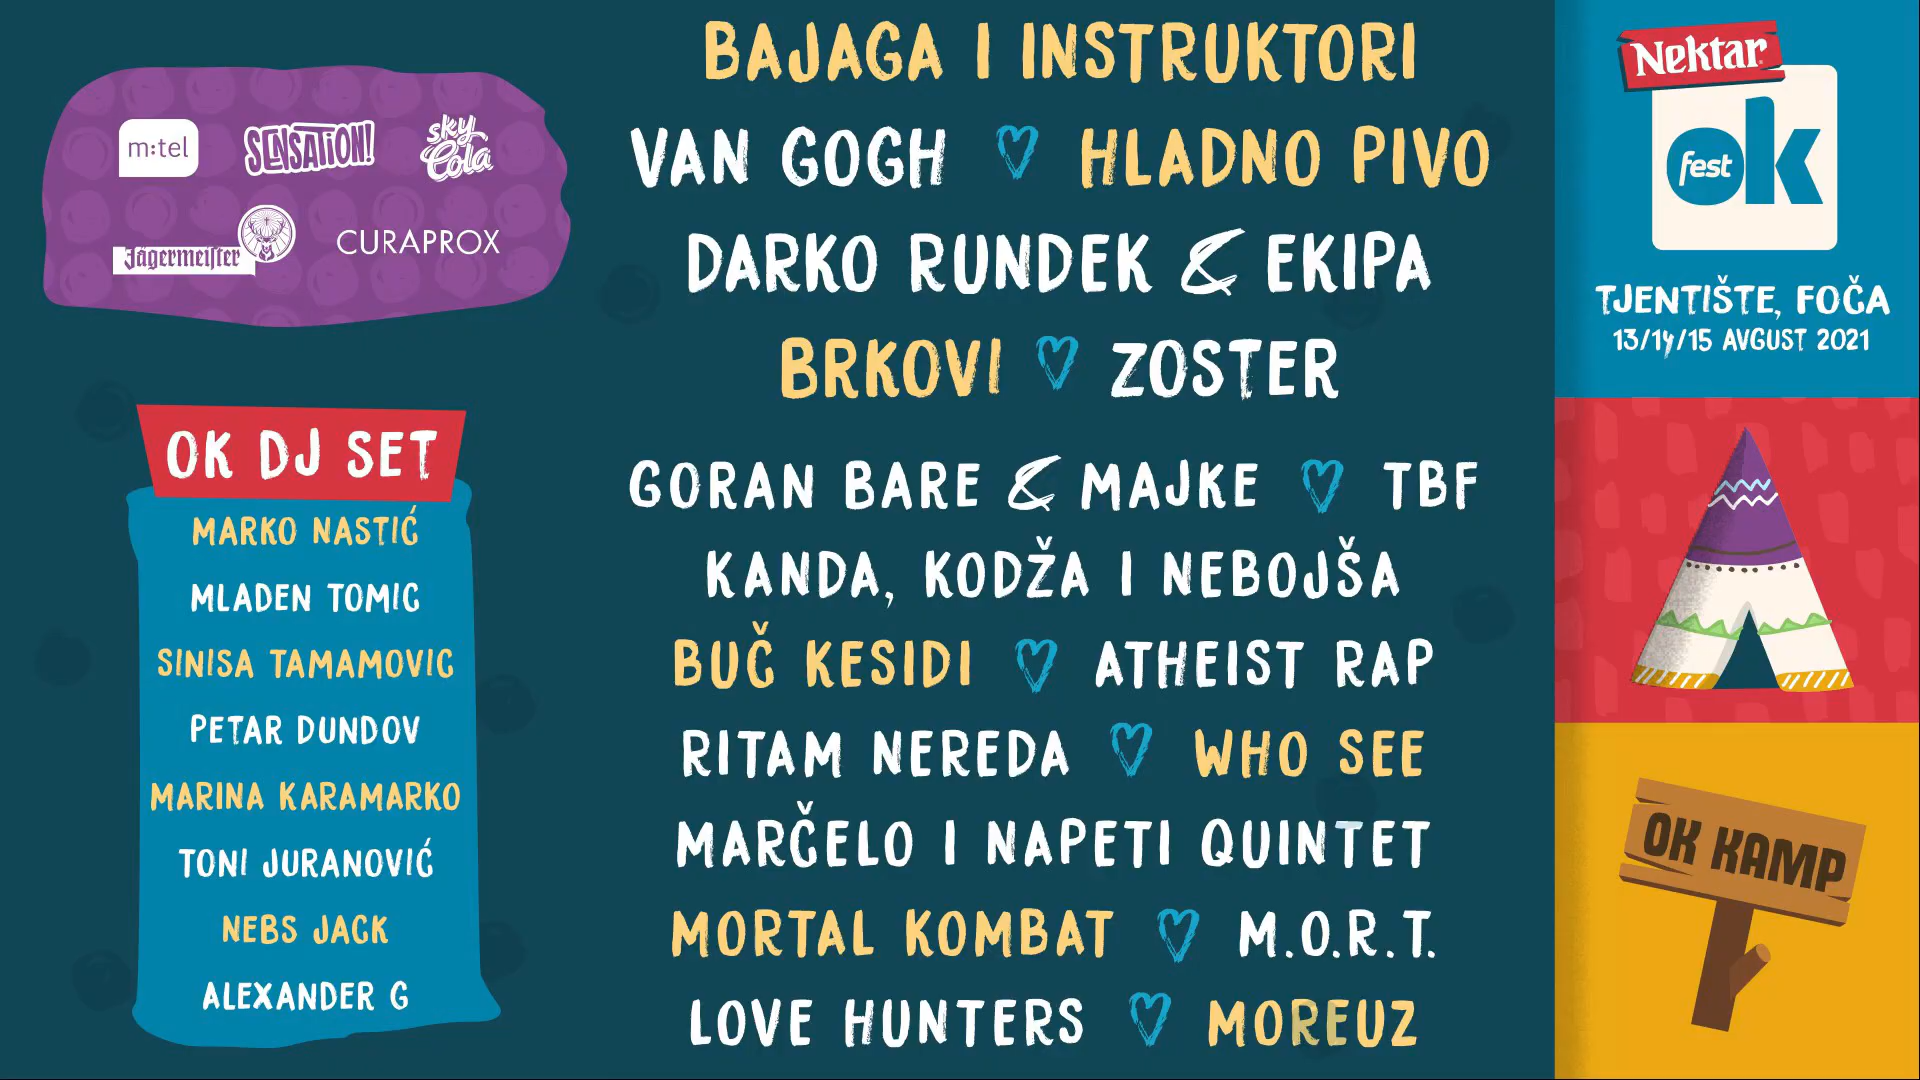 m:tel
SENSATION!
sky Cola
Jägermeister
CURAPROX
OK DJ SET
MARKO NASTIĆ
MLADEN TOMIC
SINISA TAMAMOVIC
PETAR DUNDOV
MARINA KARAMARKO
TONI JURANOVIĆ
NEBS JACK
ALEXANDER G
BAJAGA I INSTRUKTORI
VAN GOGH ♡ HLADNO PIVO
DARKO RUNDEK & EKIPA
BRKOVI ♡ ZOSTER
GORAN BARE & MAJKE ♡ TBF
KANDA, KODŽA I NEBOJŠA
BUČ KESIDI ♡ ATHEIST RAP
RITAM NEREDA ♡ WHO SEE
MARČELO I NAPETI QUINTET
MORTAL KOMBAT ♡ M.O.R.T.
LOVE HUNTERS ♡ MOREUZ
Nektar
ok fest
TJENTIŠTE, FOČA
13/14/15 AVGUST 2021
OK KAMP